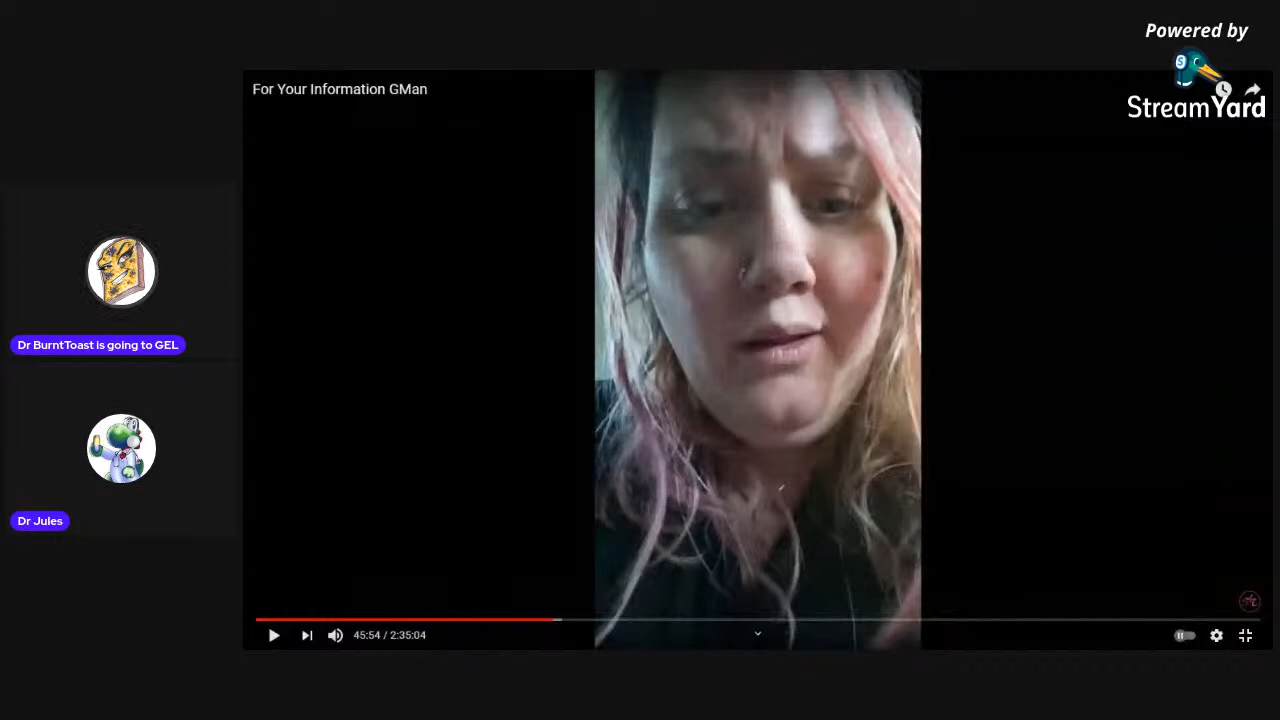 Powered by
StreamYard
For Your Information GMan
Dr BurntToast is going to GEL
Dr Jules
45:54 / 2:35:04